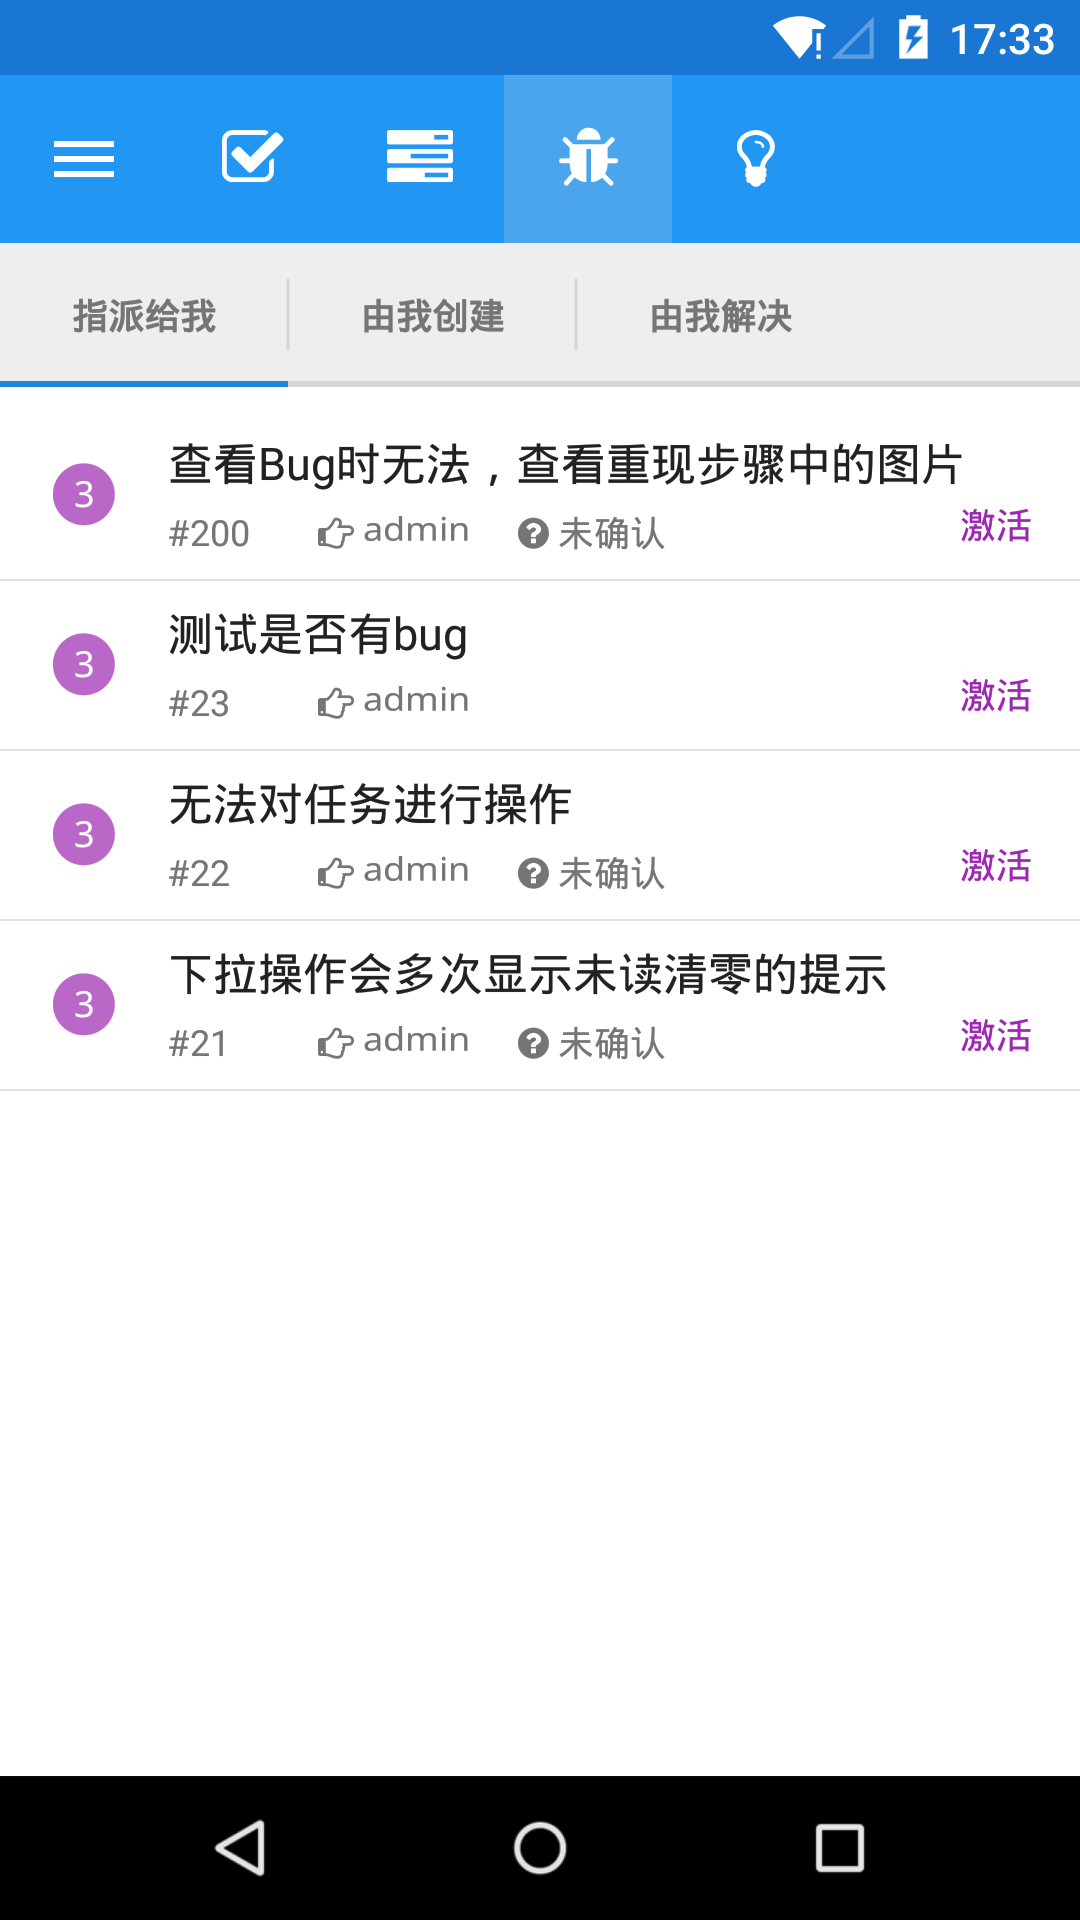 17:33
指派给我 由我创建 由我解决
查看Bug时无法，查看重现步骤中的图片
3
#200 admin 未确认 激活
测试是否有bug
3
#23 admin 激活
无法对任务进行操作
3
#22 admin 未确认 激活
下拉操作会多次显示未读清零的提示
3
#21 admin 未确认 激活